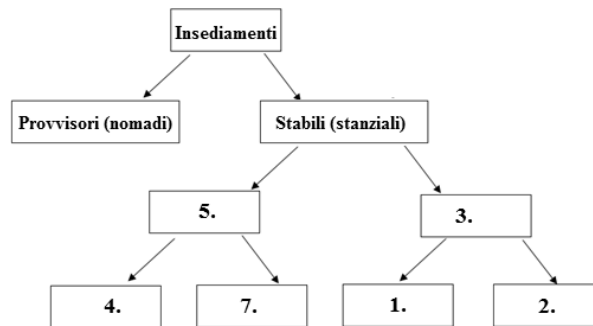 Insediamenti
Provvisori (nomadi)
Stabili (stanziali)
5.
3.
4.
7.
1.
2.